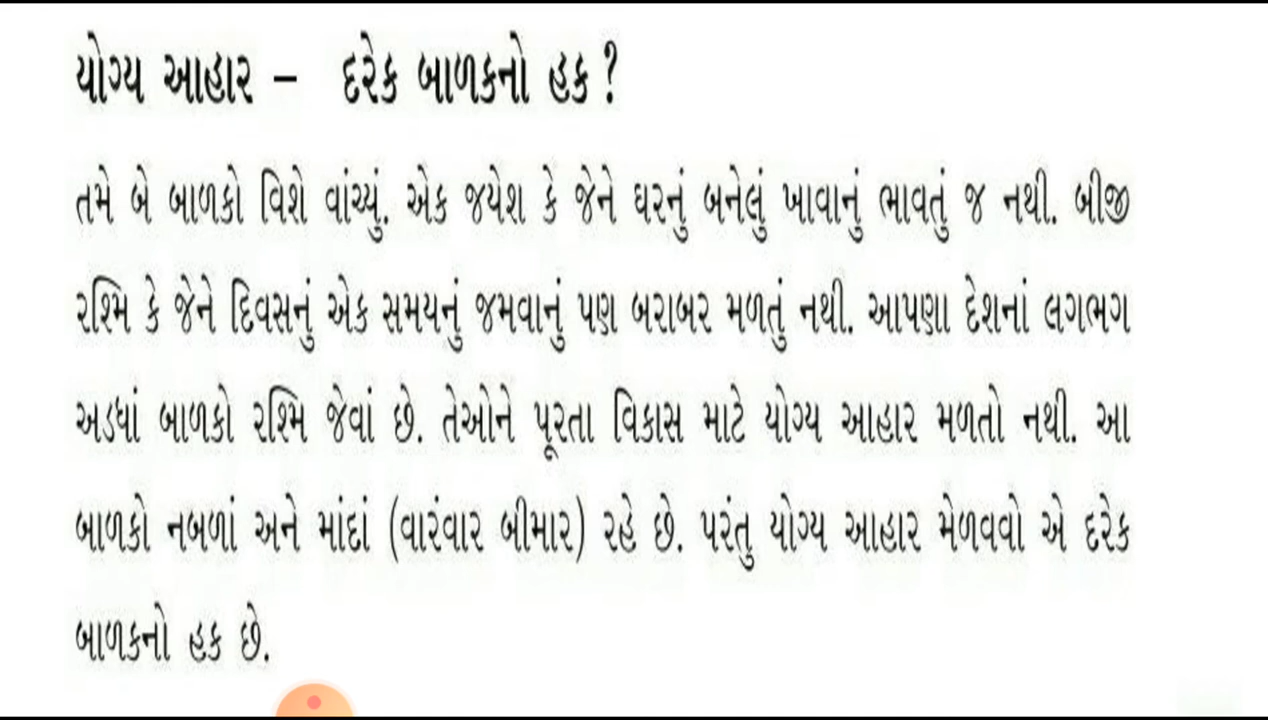 યોગ્ય આહાર – દરેક બાળકનો હક ?
તમે બે બાળકો વિશે વાંચ્યું. એક જયેશ કે જેને ઘરનું બનેલું ખાવાનું ભાવતું જ નથી. બીજી
રશ્મિ કે જેને દિવસનું એક સમયનું જમવાનું પણ બરાબર મળતું નથી. આપણા દેશનાં લગભગ
અડધાં બાળકો રશ્મિ જેવાં છે. તેઓને પૂરતા વિકાસ માટે યોગ્ય આહાર મળતો નથી. આ
બાળકો નબળાં અને માંદાં (વારંવાર બીમાર) રહે છે. પરંતુ યોગ્ય આહાર મેળવવો એ દરેક
બાળકનો હક છે.